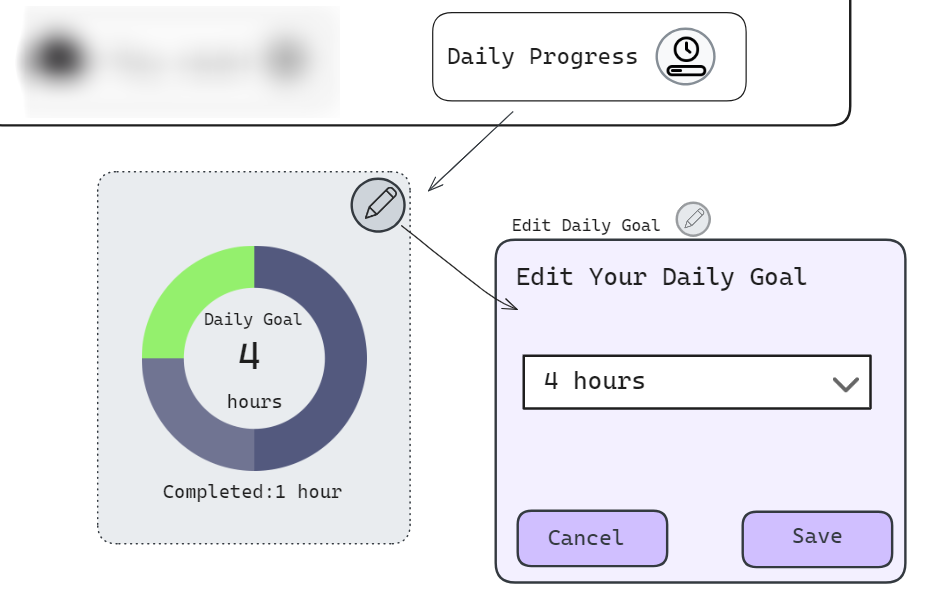 Daily Progress
Daily Goal
4
hours
Completed:1 hour
Edit Daily Goal
Edit Your Daily Goal
4 hours
Cancel
Save